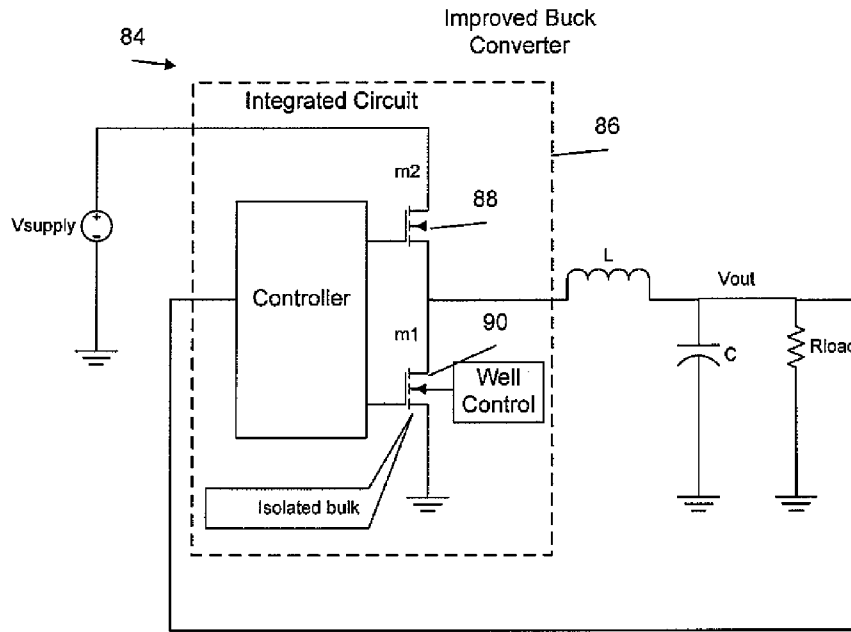 Improved Buck
Converter
84
Integrated Circuit
86
m2
88
Vsupply
+
-
Controller
L
Vout
m1
90
Well
Control
C
Rload
Isolated bulk